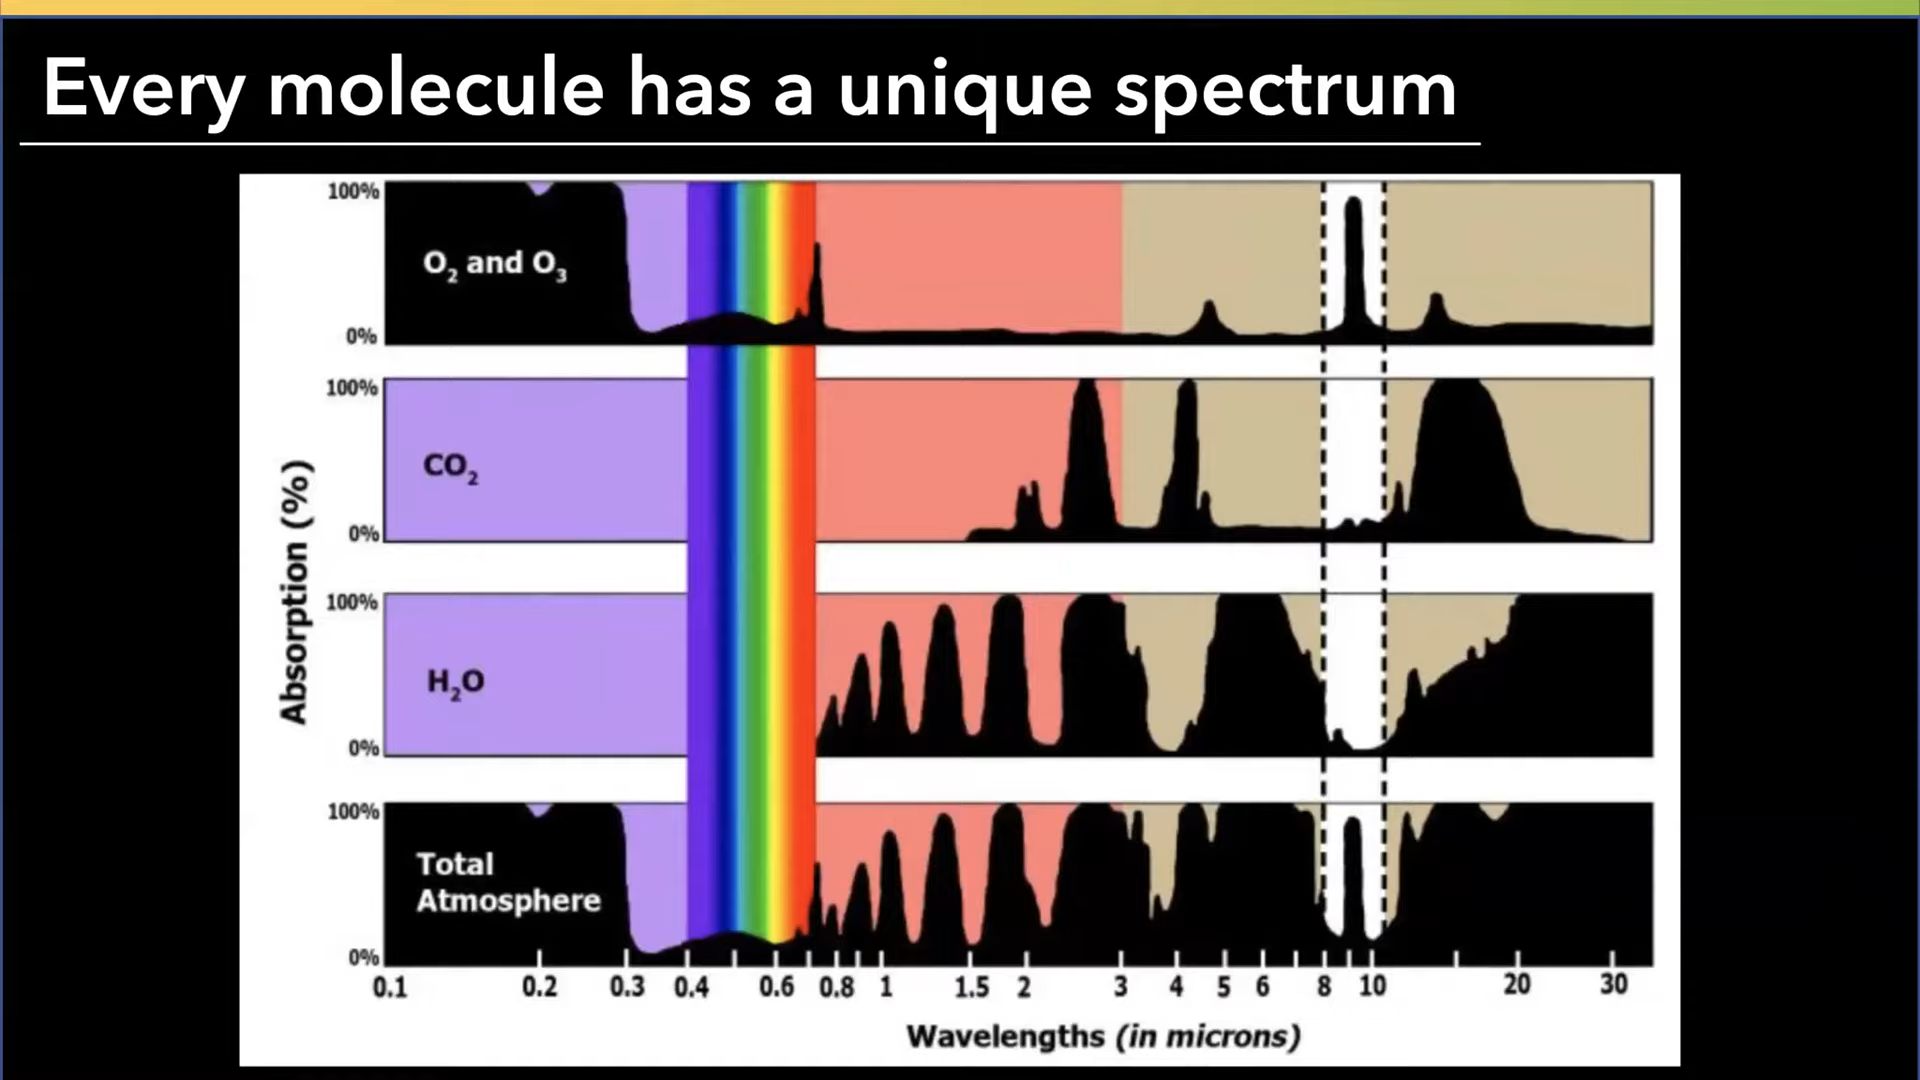 Every molecule has a unique spectrum
100%
O₂ and O₃
0%
100%
CO₂
0%
Absorption (%)
100%
H₂O
0%
100%
Total
Atmosphere
0%
0.1 0.2 0.3 0.4 0.6 0.8 1 1.5 2 3 4 5 6 8 10 20 30
Wavelengths (in microns)